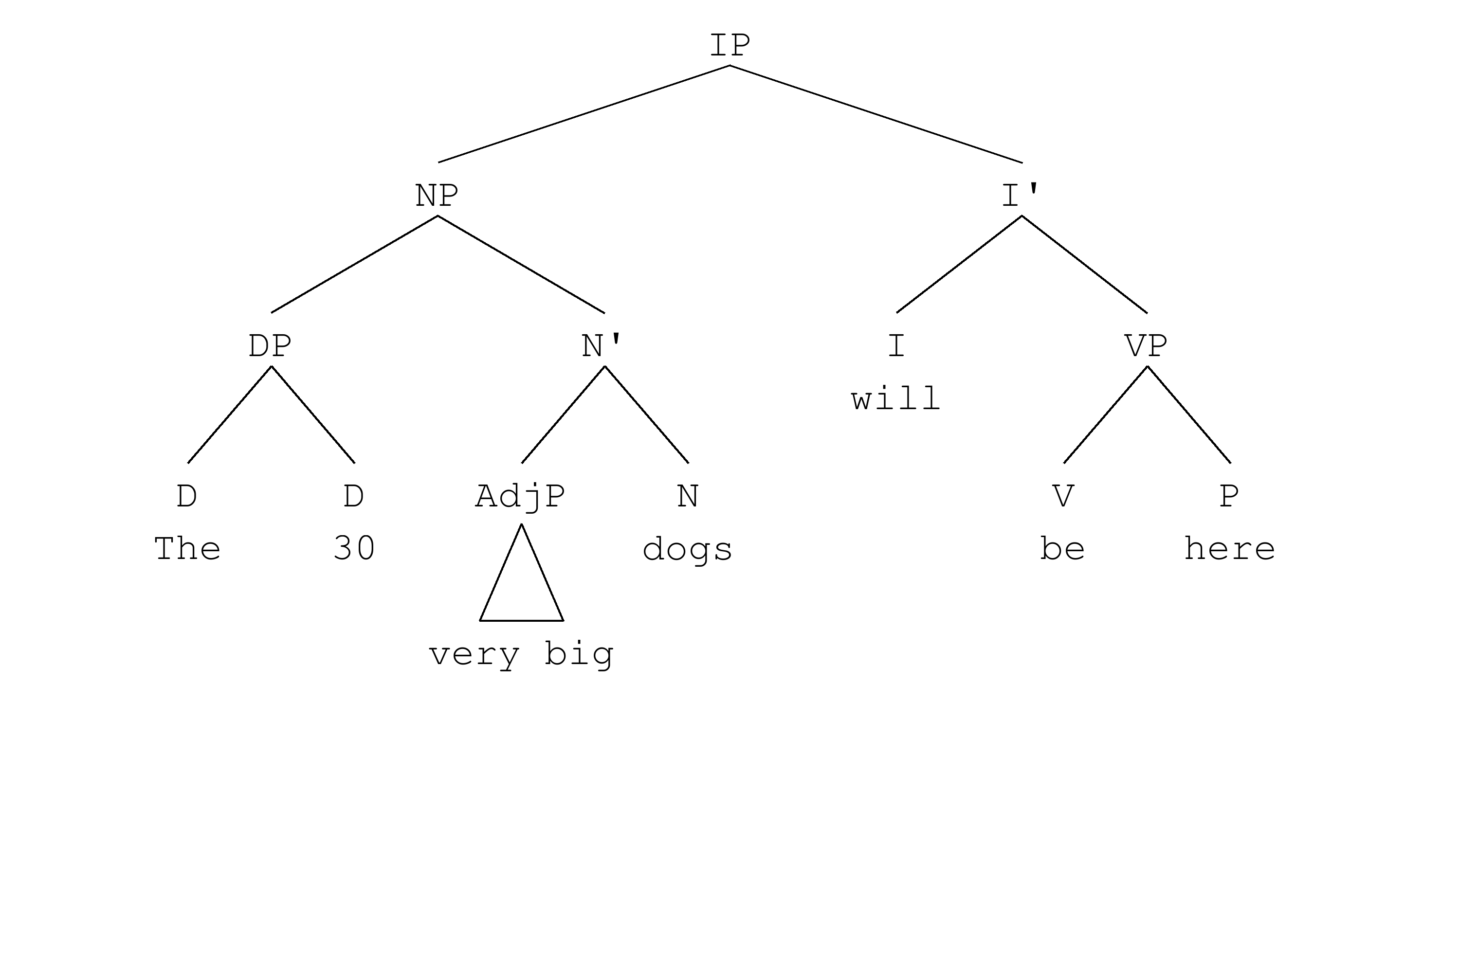 IP
NP I'
DP N' I VP
will
D D AdjP N V P
The 30 dogs be here
very big